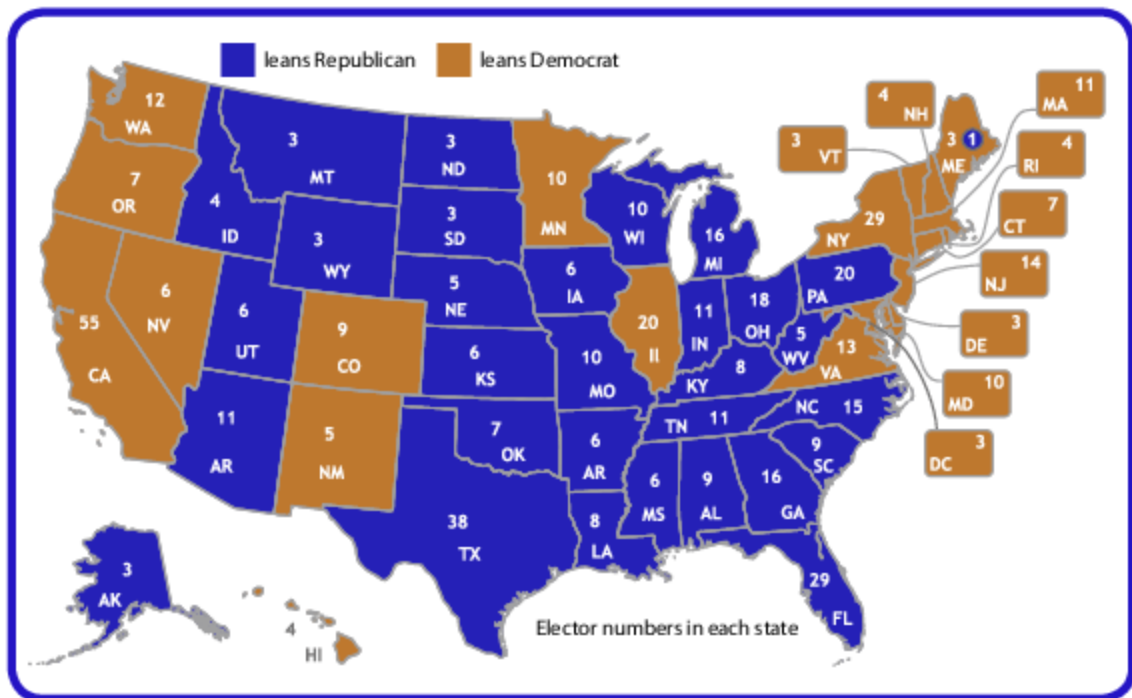 leans Republican
leans Democrat
12
WA
7
OR
55
CA
6
NV
4
ID
3
MT
3
WY
6
UT
11
AR
9
CO
5
NM
3
ND
3
SD
5
NE
6
KS
7
OK
38
TX
10
MN
6
IA
10
MO
6
AR
8
LA
10
WI
20
Il
16
MI
11
IN
18
OH
8
KY
11
TN
6
MS
9
AL
16
GA
29
FL
9
SC
15
NC
13
VA
5
WV
20
PA
29
NY
3
1
ME
3
VT
4
NH
11
MA
4
RI
7
CT
14
NJ
3
DE
10
MD
3
DC
3
AK
4
HI
Elector numbers in each state